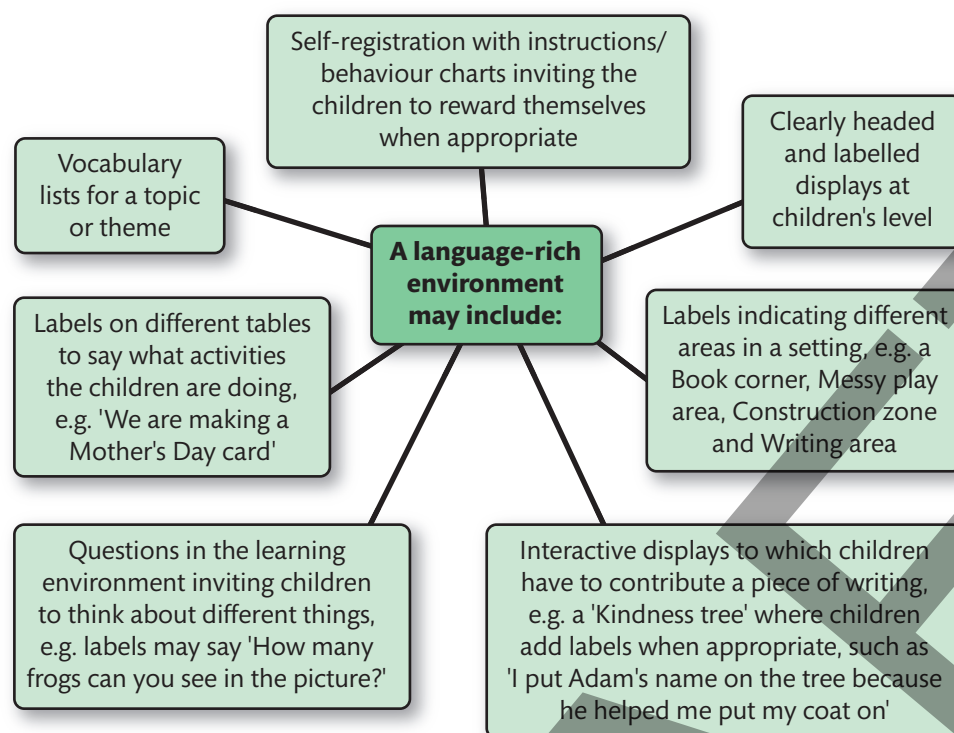 Self-registration with instructions/
behaviour charts inviting the
children to reward themselves
when appropriate
Vocabulary
lists for a topic
or theme
Clearly headed
and labelled
displays at
children's level
A language-rich
environment
may include:
Labels on different tables
to say what activities
the children are doing,
e.g. 'We are making a
Mother's Day card'
Labels indicating different
areas in a setting, e.g. a
Book corner, Messy play
area, Construction zone
and Writing area
Questions in the learning
environment inviting children
to think about different things,
e.g. labels may say 'How many
frogs can you see in the picture?'
Interactive displays to which children
have to contribute a piece of writing,
e.g. a 'Kindness tree' where children
add labels when appropriate, such as
'I put Adam's name on the tree because
he helped me put my coat on'